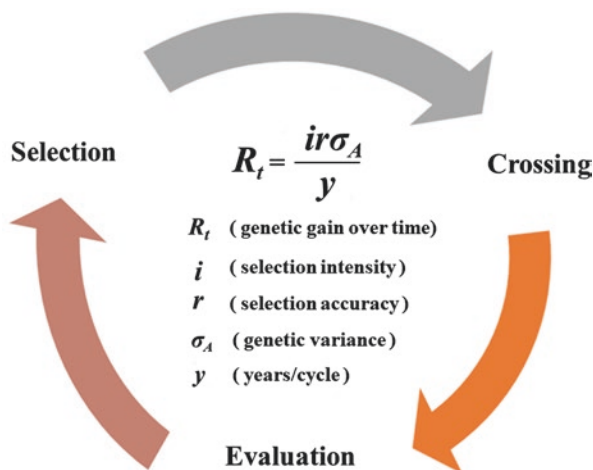 Selection
Crossing
R_t = irσ_A / y
R_t ( genetic gain over time)
i ( selection intensity)
r ( selection accuracy)
σ_A ( genetic variance)
y ( years/cycle)
Evaluation